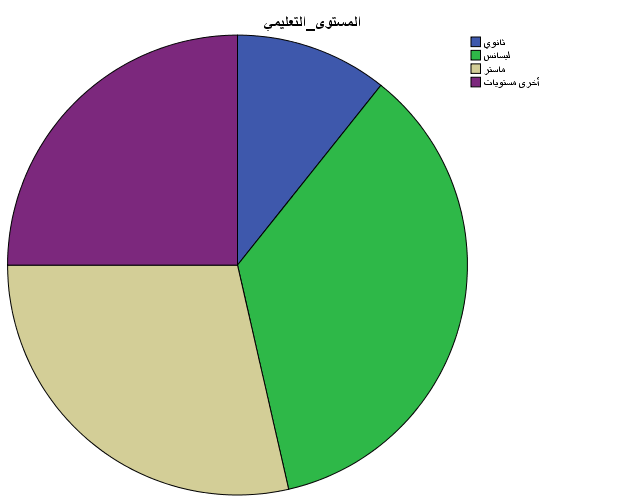 المستوى_التعليمي
ثانوي
ليسانس
ماستر
أخرى مستويات